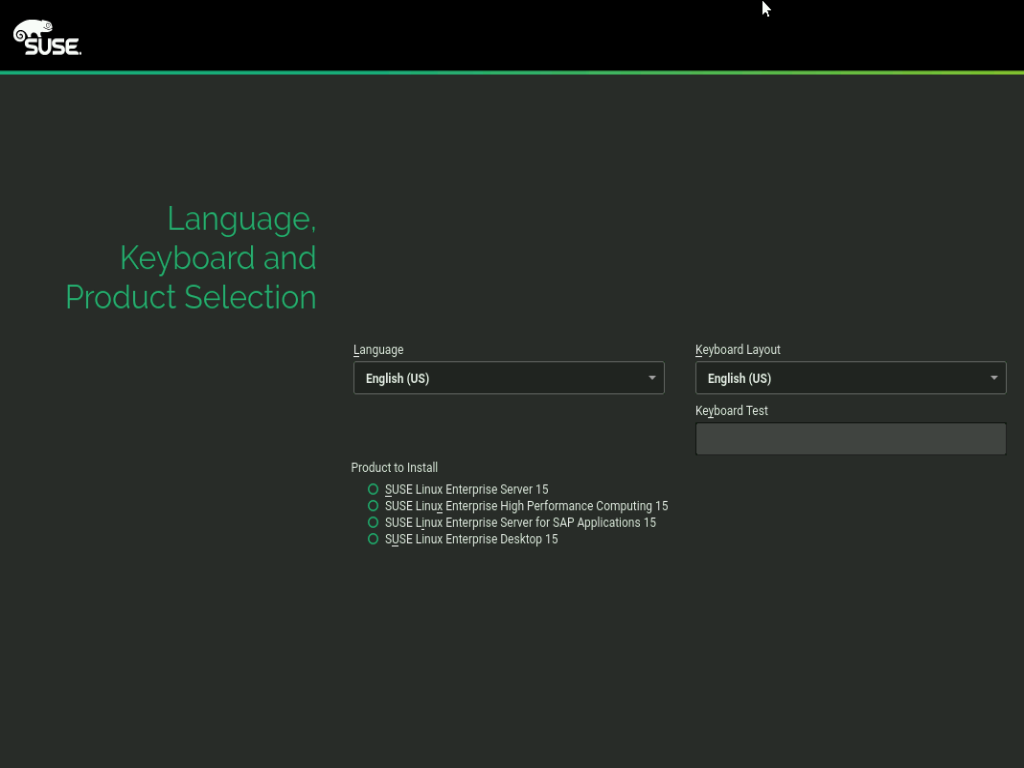 SUSE
Language,
Keyboard and
Product Selection
Language
Keyboard Layout
English (US)
English (US)
Keyboard Test
Product to Install
SUSE Linux Enterprise Server 15
SUSE Linux Enterprise High Performance Computing 15
SUSE Linux Enterprise Server for SAP Applications 15
SUSE Linux Enterprise Desktop 15